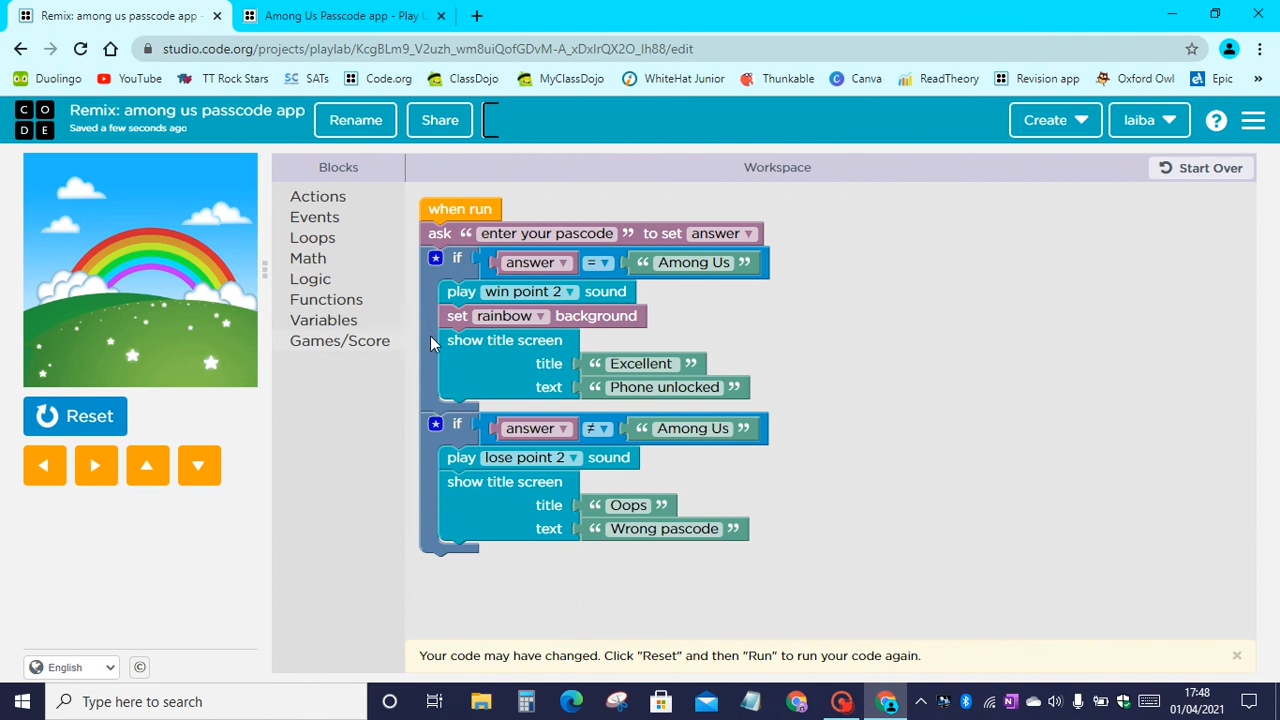 Remix: among us passcode app - ×
Among Us Passcode app - Play L ×
studio.code.org/projects/playlab/KcgBLm9_V2uzh_wm8uiQofGDvM-A_xDxIrQX2O_lh88/edit
Duolingo YouTube TT Rock Stars SC SATs Code.org ClassDojo MyClassDojo WhiteHat Junior Thunkable Canva ReadTheory Revision app Oxford Owl Epic »
C O D E
Remix: among us passcode app
Saved a few seconds ago
Rename Share Create laiba ?
Blocks Workspace Start Over
Actions
Events
Loops
Math
Logic
Functions
Variables
Games/Score
when run
ask “ enter your pascode ” to set answer
if answer = “ Among Us ”
play win point 2 sound
set rainbow background
show title screen
title “ Excellent ”
text “ Phone unlocked ”
if answer ≠ “ Among Us ”
play lose point 2 sound
show title screen
title “ Oops ”
text “ Wrong pascode ”
Reset
English ©
Your code may have changed. Click "Reset" and then "Run" to run your code again. ×
Type here to search
17:48
01/04/2021